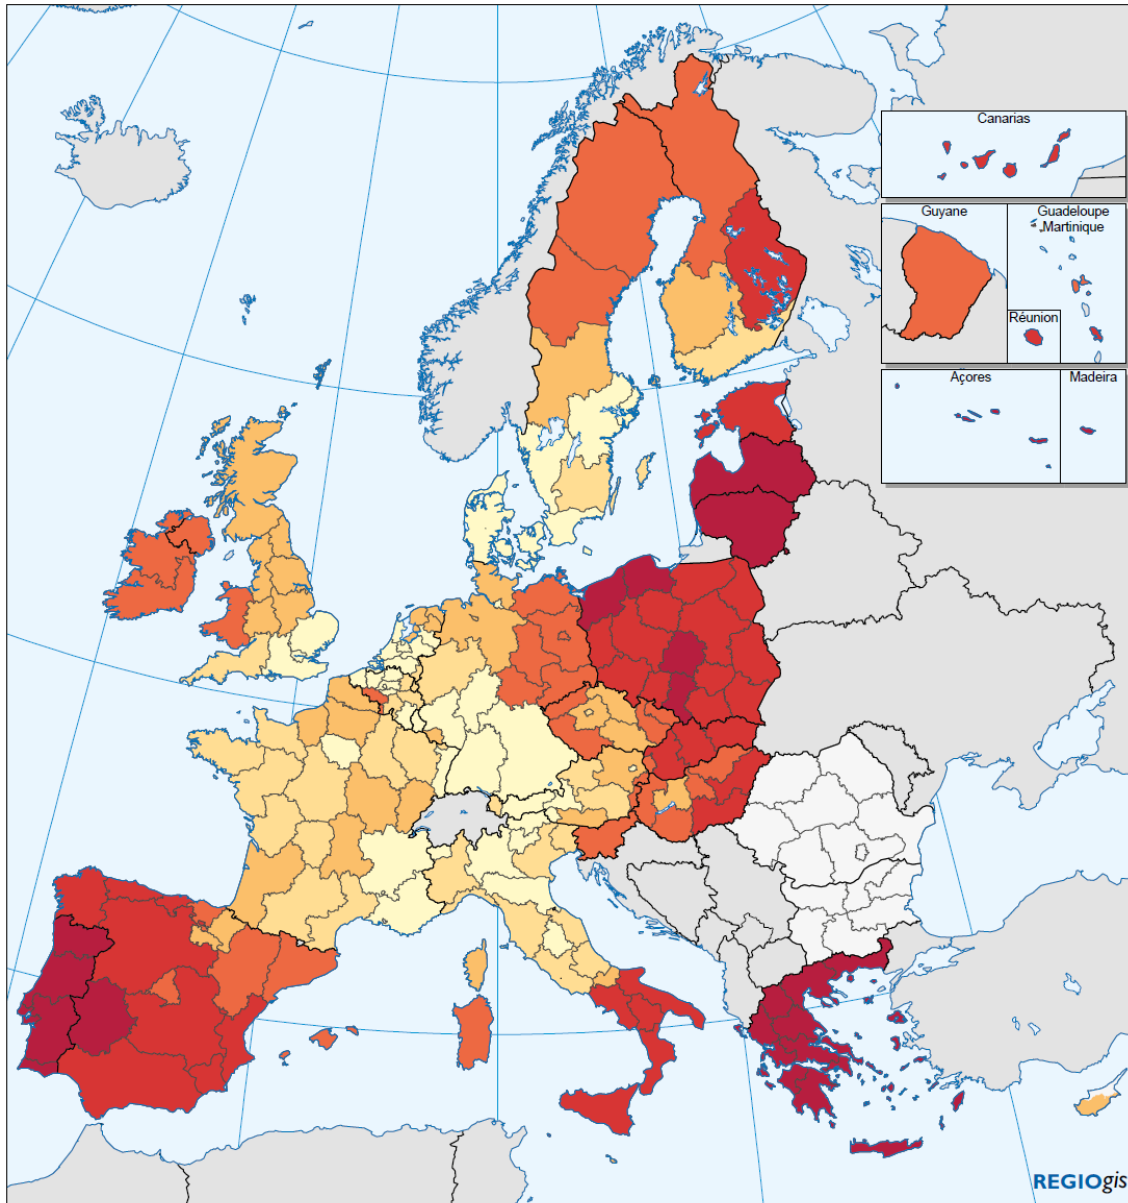 Canarias
Guyane
Guadeloupe
Martinique
Réunion
Açores
Madeira
REGIOgis